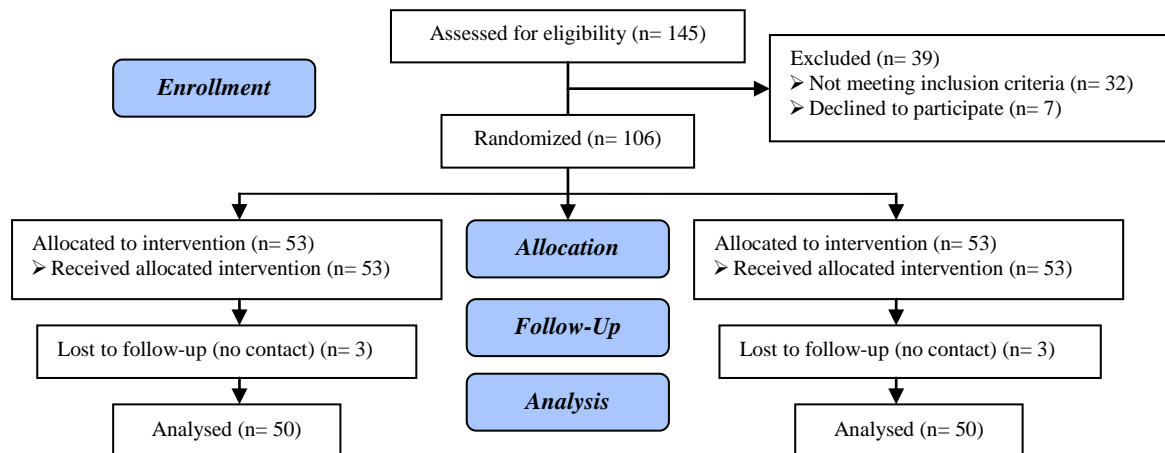 Assessed for eligibility (n= 145)
Excluded (n= 39)
➢ Not meeting inclusion criteria (n= 32)
➢ Declined to participate (n= 7)
Enrollment
Randomized (n= 106)
Allocated to intervention (n= 53)
➢ Received allocated intervention (n= 53)
Allocation
Allocated to intervention (n= 53)
➢ Received allocated intervention (n= 53)
Lost to follow-up (no contact) (n= 3)
Follow-Up
Lost to follow-up (no contact) (n= 3)
Analysed (n= 50)
Analysis
Analysed (n= 50)